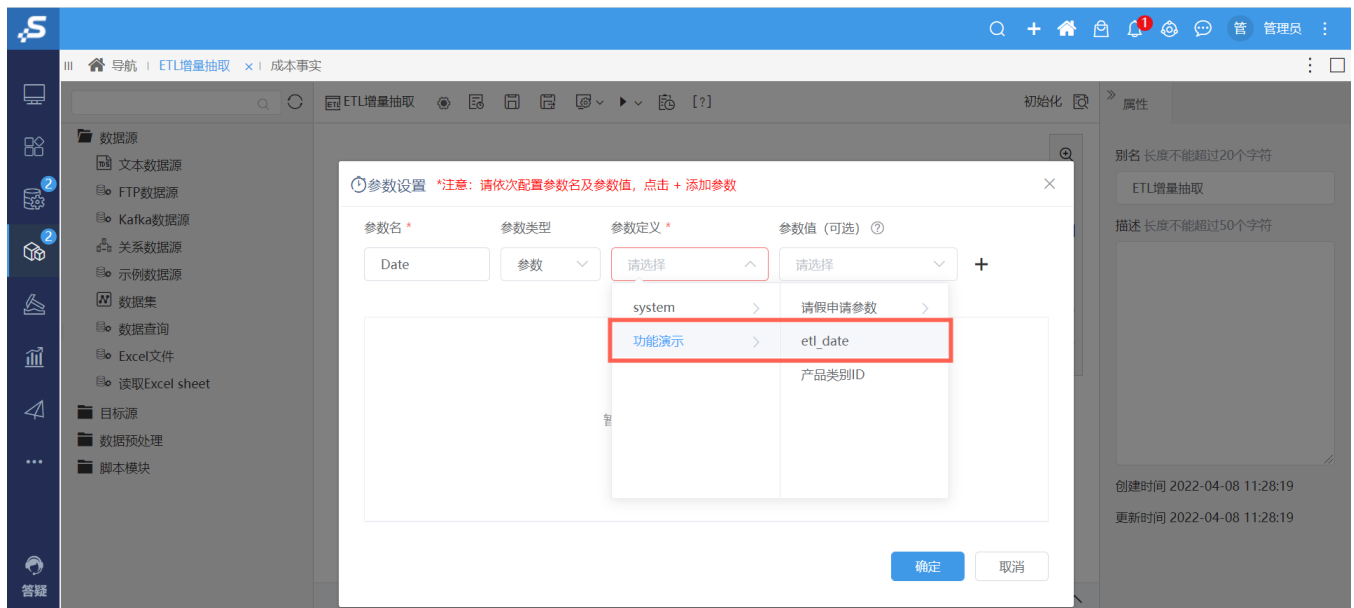 S
1
管 管理员
导航 ETL增量抽取 × 成本事实
ETL ETL增量抽取 [?] 初始化 属性
数据源
文本数据源
FTP数据源
Kafka数据源
关系数据源
示例数据源
数据集
数据查询
Excel文件
读取Excel sheet
目标源
数据预处理
脚本模块
2
2
答疑
参数设置 *注意：请依次配置参数名及参数值，点击 + 添加参数
参数名 * 参数类型 参数定义 * 参数值（可选）
Date 参数 请选择 请选择 +
system 请假申请参数
功能演示 etl_date
产品类别ID
暂
确定 取消
别名 长度不能超过20个字符
ETL增量抽取
描述 长度不能超过50个字符
创建时间 2022-04-08 11:28:19
更新时间 2022-04-08 11:28:19